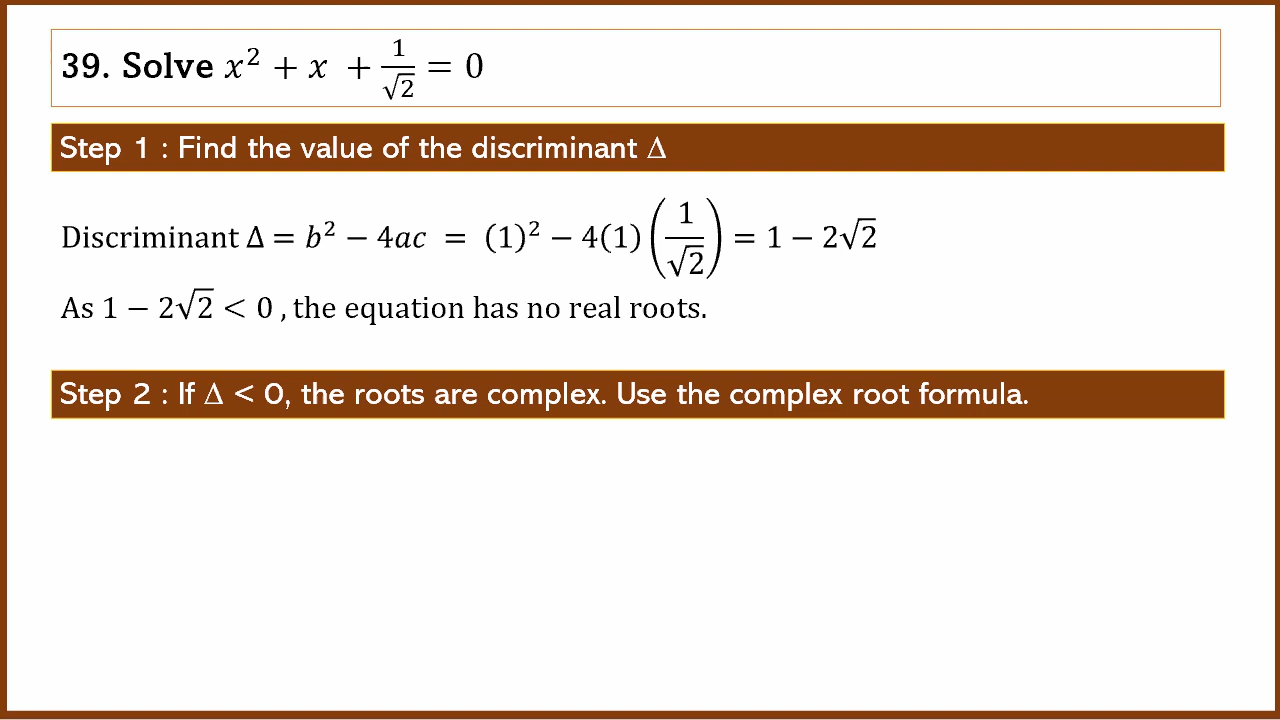 39. Solve x² + x + 1/√2 = 0
Step 1 : Find the value of the discriminant Δ
Discriminant Δ = b² − 4ac = (1)² − 4(1)(1/√2) = 1 − 2√2
As 1 − 2√2 < 0 , the equation has no real roots.
Step 2 : If Δ < 0, the roots are complex. Use the complex root formula.